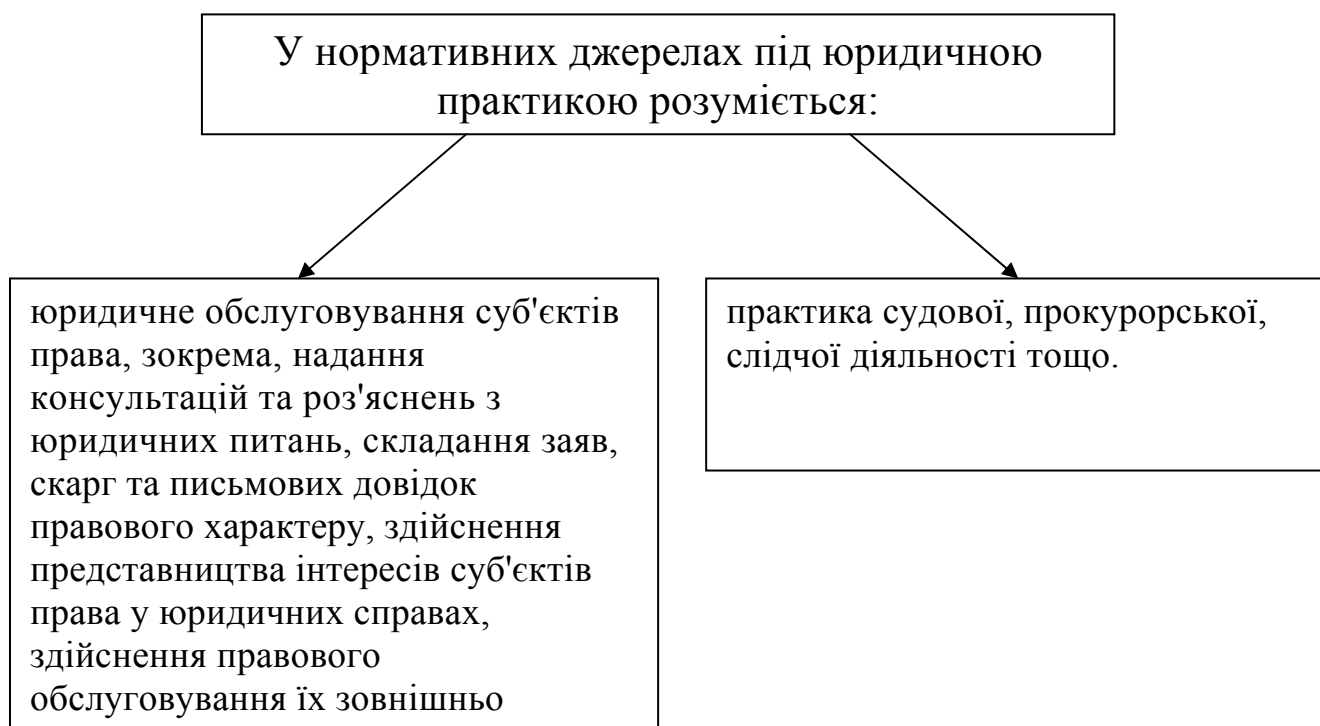 У нормативних джерелах під юридичною
практикою розуміється:
юридичне обслуговування суб'єктів
права, зокрема, надання
консультацій та роз'яснень з
юридичних питань, складання заяв,
скарг та письмових довідок
правового характеру, здійснення
представництва інтересів суб'єктів
права у юридичних справах,
здійснення правового
обслуговування їх зовнішньо
практика судової, прокурорської,
слідчої діяльності тощо.